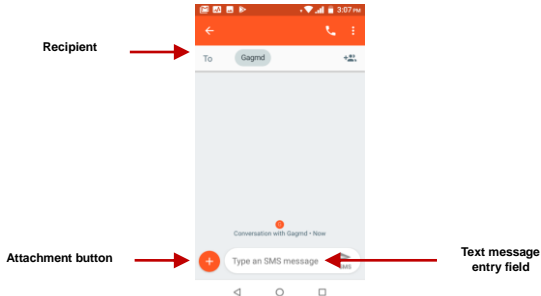 3:07 PM
Recipient
To Gagmd
Conversation with Gagmd • Now
Attachment button
Type an SMS message
SMS
Text message
entry field